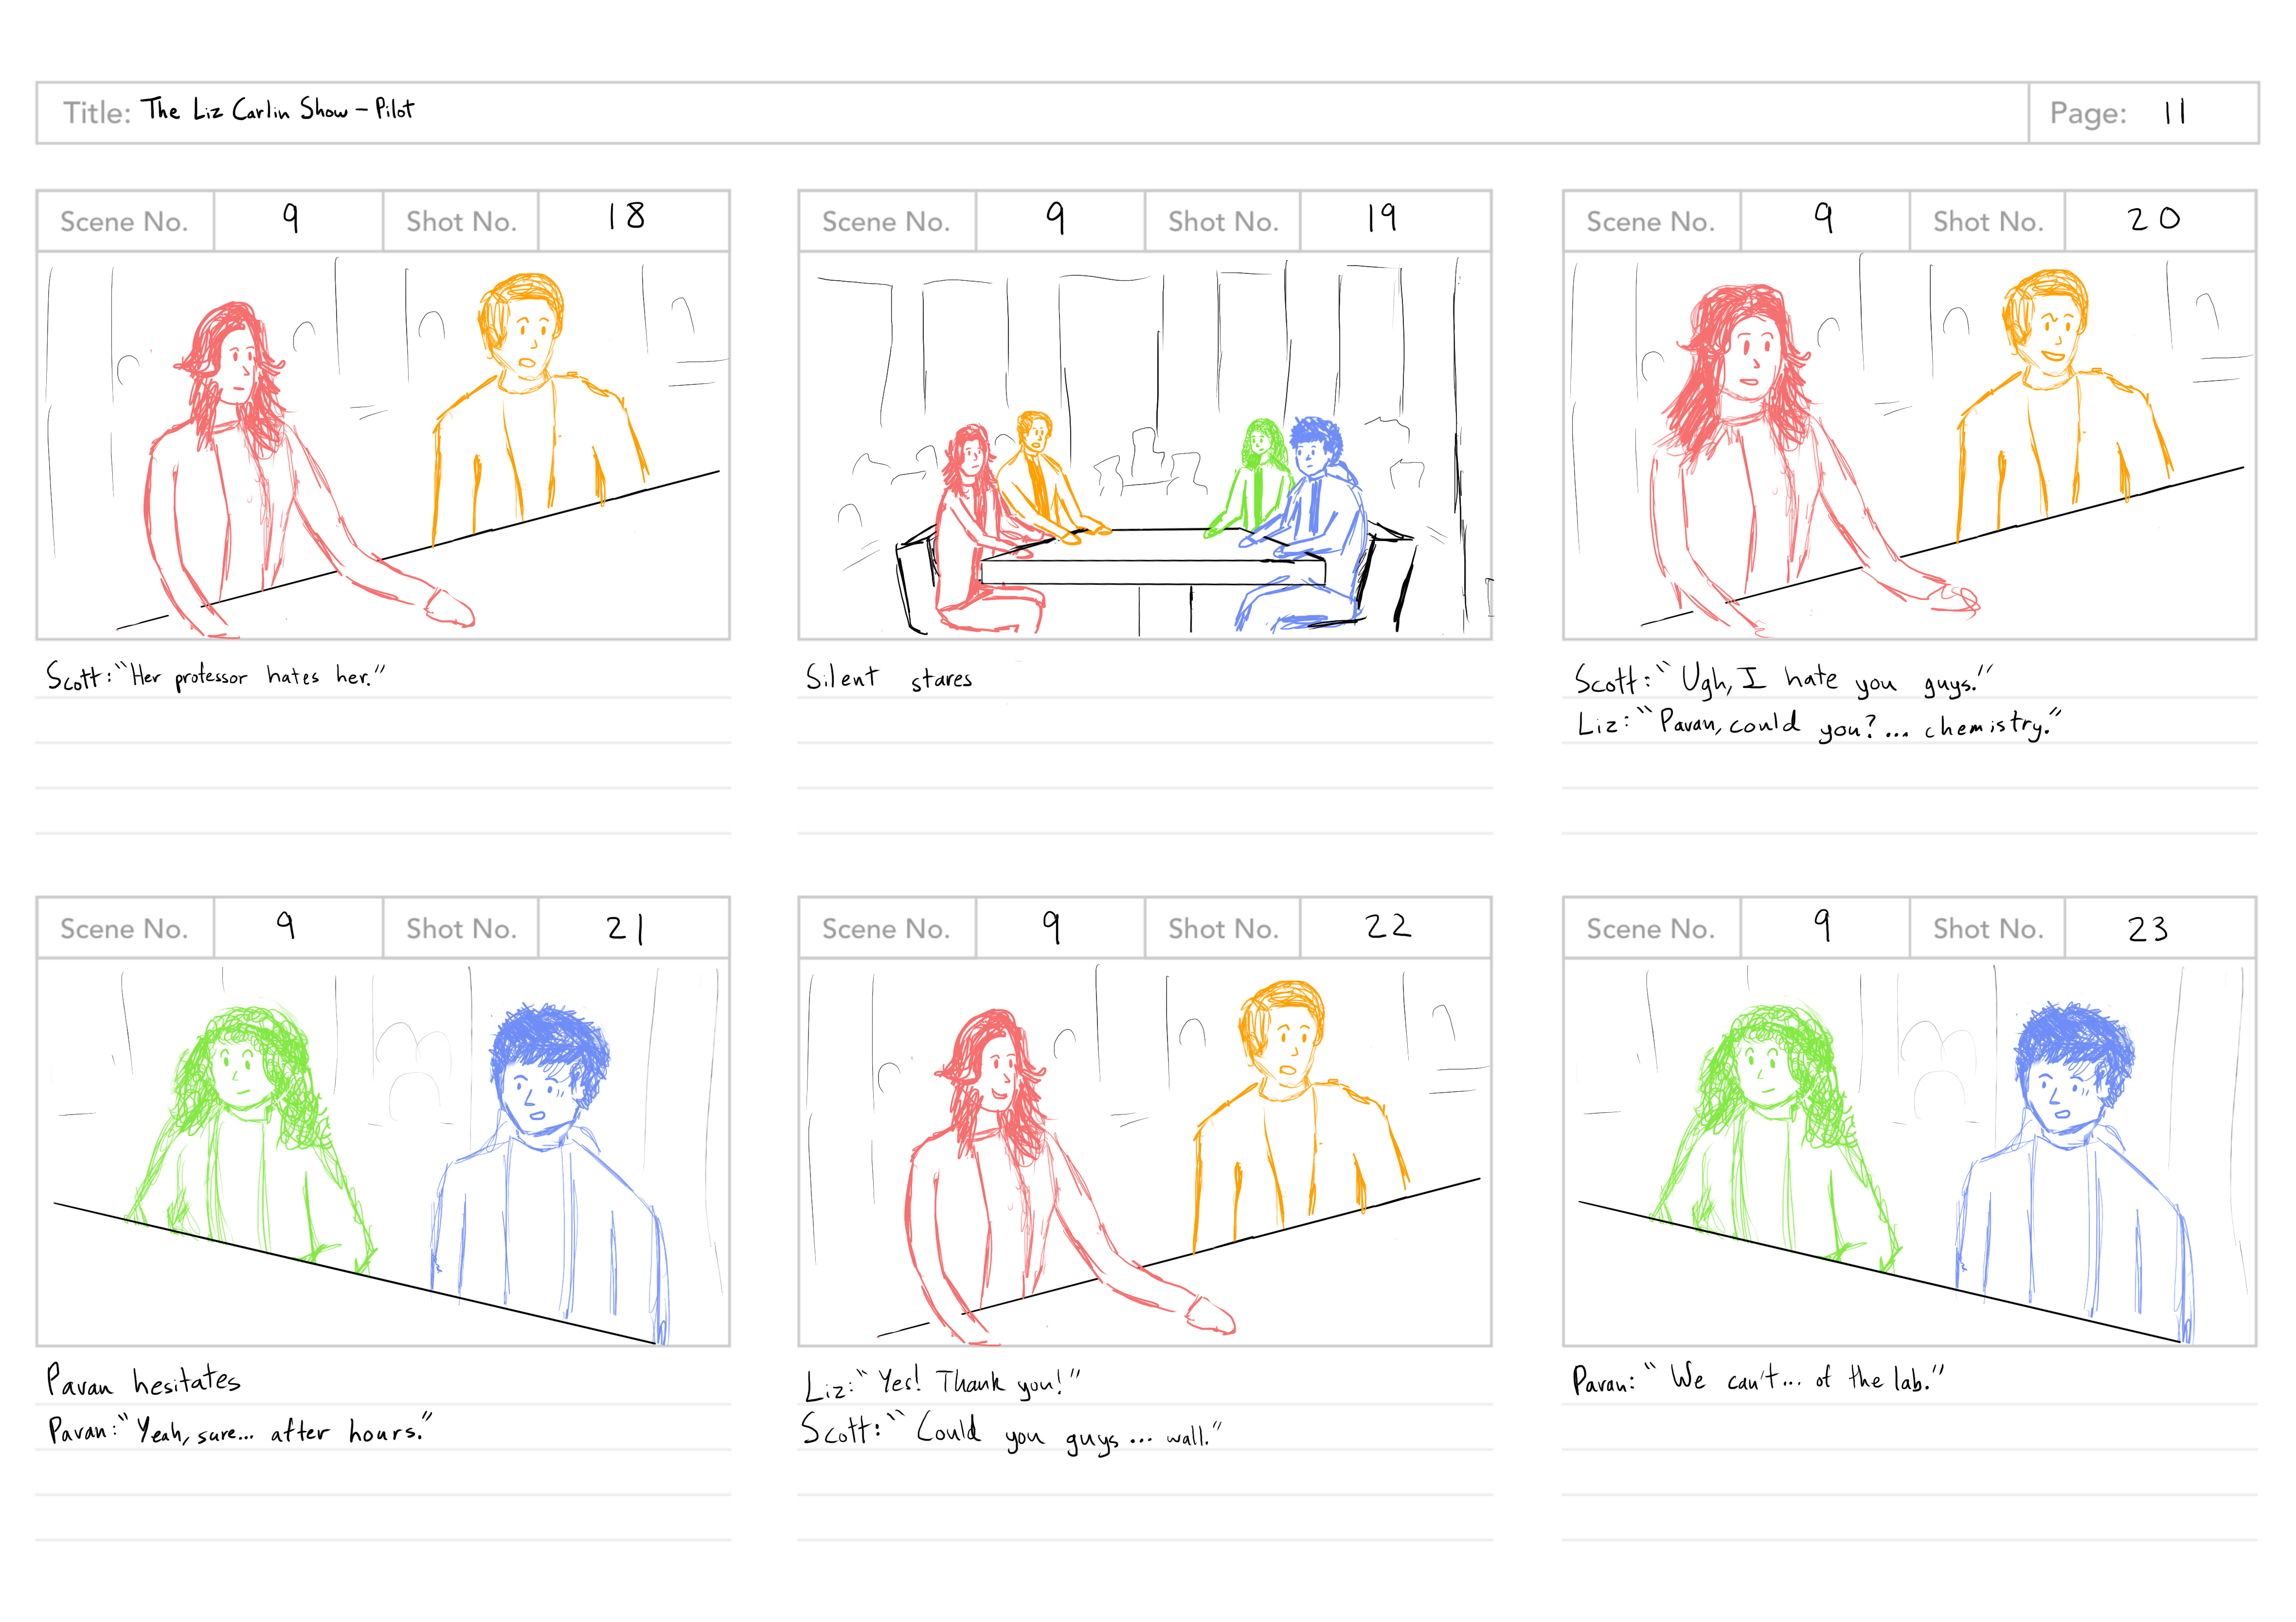 Title: The Liz Carlin Show - Pilot
Page: 11
Scene No. 9 Shot No. 18
Scene No. 9 Shot No. 19
Scene No. 9 Shot No. 20
Scott: "Her professor hates her."
Silent stares
Scott: "Ugh, I hate you guys."
Liz: "Pavan, could you?... chemistry."
Scene No. 9 Shot No. 21
Scene No. 9 Shot No. 22
Scene No. 9 Shot No. 23
Pavan hesitates
Pavan: "Yeah, sure... after hours."
Liz: "Yes! Thank you!"
Scott: "Could you guys... wall."
Pavan: "We can't... of the lab."